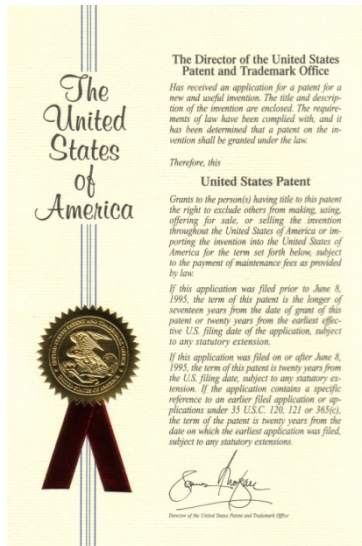 The
United
States
of
America
The Director of the United States
Patent and Trademark Office
Has received an application for a patent for a
new and useful invention. The title and descrip-
tion of the invention are enclosed. The require-
ments of law have been complied with, and it
has been determined that a patent on the in-
vention shall be granted under the law.
Therefore, this
United States Patent
Grants to the person(s) having title to this patent
the right to exclude others from making, using,
offering for sale, or selling the invention
throughout the United States of America or im-
porting the invention into the United States of
America for the term set forth below, subject
to the payment of maintenance fees as provided
by law.
If this application was filed prior to June 8,
1995, the term of this patent is the longer of
seventeen years from the date of grant of this
patent or twenty years from the earliest effec-
tive U.S. filing date of the application, subject
to any statutory extension.
If this application was filed on or after June 8,
1995, the term of this patent is twenty years from
the U.S. filing date, subject to any statutory ex-
tension. If the application contains a specific
reference to an earlier filed application or ap-
plications under 35 U.S.C. 120, 121 or 365(c),
the term of the patent is twenty years from the
date on which the earliest application was filed,
subject to any statutory extensions.
Director of the United States Patent and Trademark Office